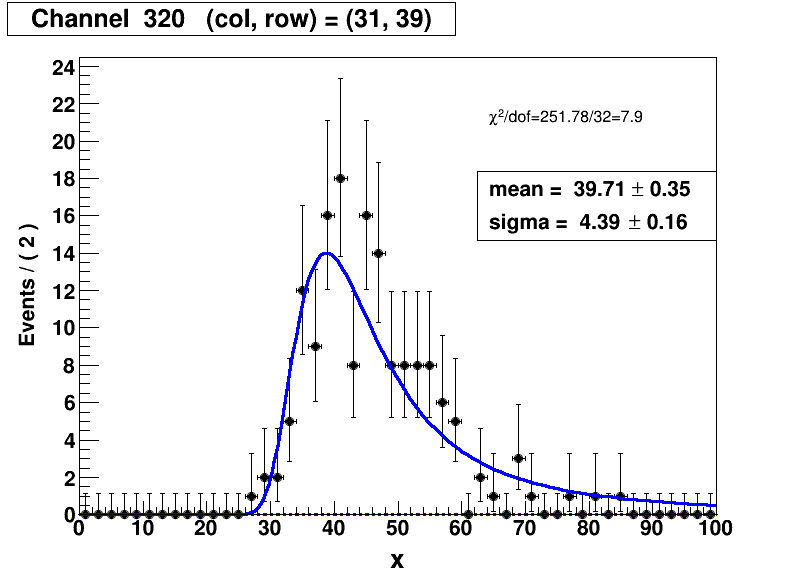 Channel  320   (col, row) = (31, 39)
24
22
20
18
16
14
12
10
8
6
4
2
0
Events / ( 2 )
χ²/dof=251.78/32=7.9
mean =  39.71 ± 0.35
sigma =  4.39 ± 0.16
0 10 20 30 40 50 60 70 80 90 100
x